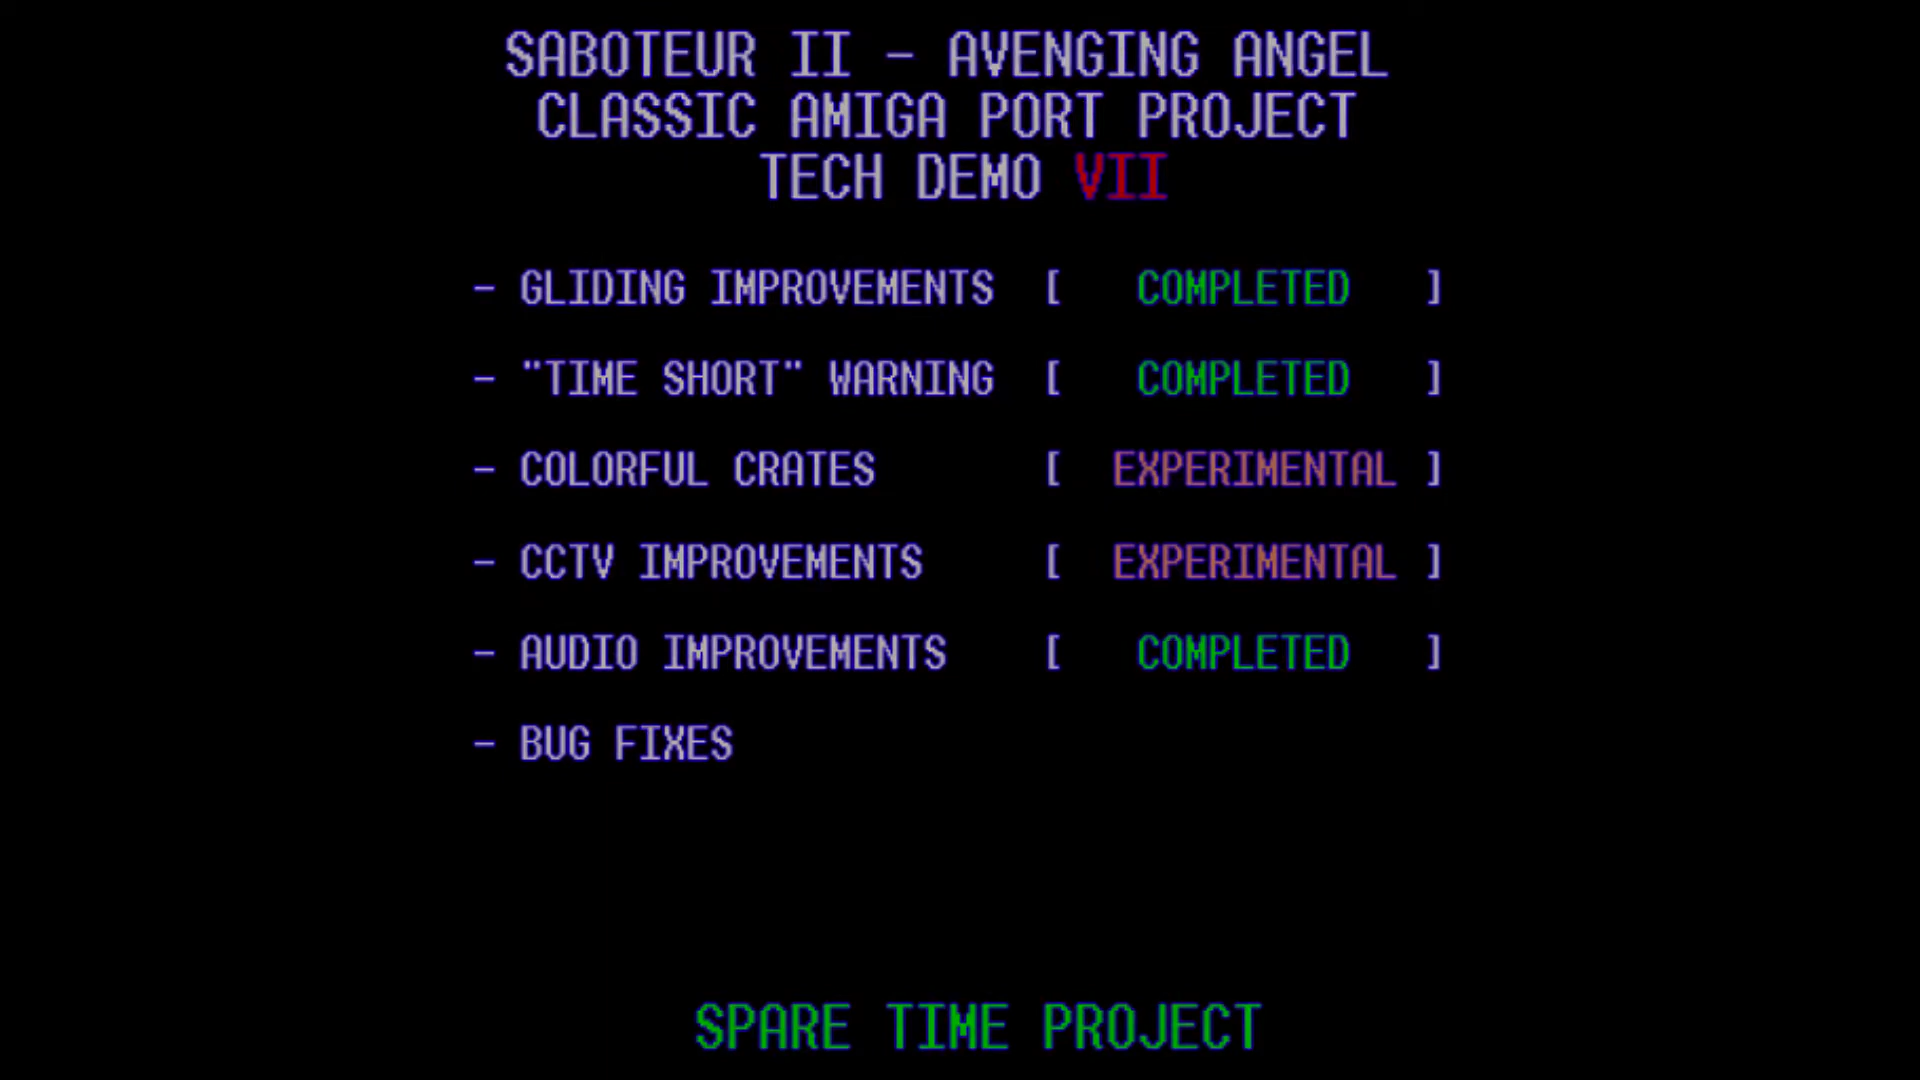 SABOTEUR II - AVENGING ANGEL
CLASSIC AMIGA PORT PROJECT
TECH DEMO VII
- GLIDING IMPROVEMENTS [ COMPLETED ]
- "TIME SHORT" WARNING [ COMPLETED ]
- COLORFUL CRATES [ EXPERIMENTAL ]
- CCTV IMPROVEMENTS [ EXPERIMENTAL ]
- AUDIO IMPROVEMENTS [ COMPLETED ]
- BUG FIXES
SPARE TIME PROJECT